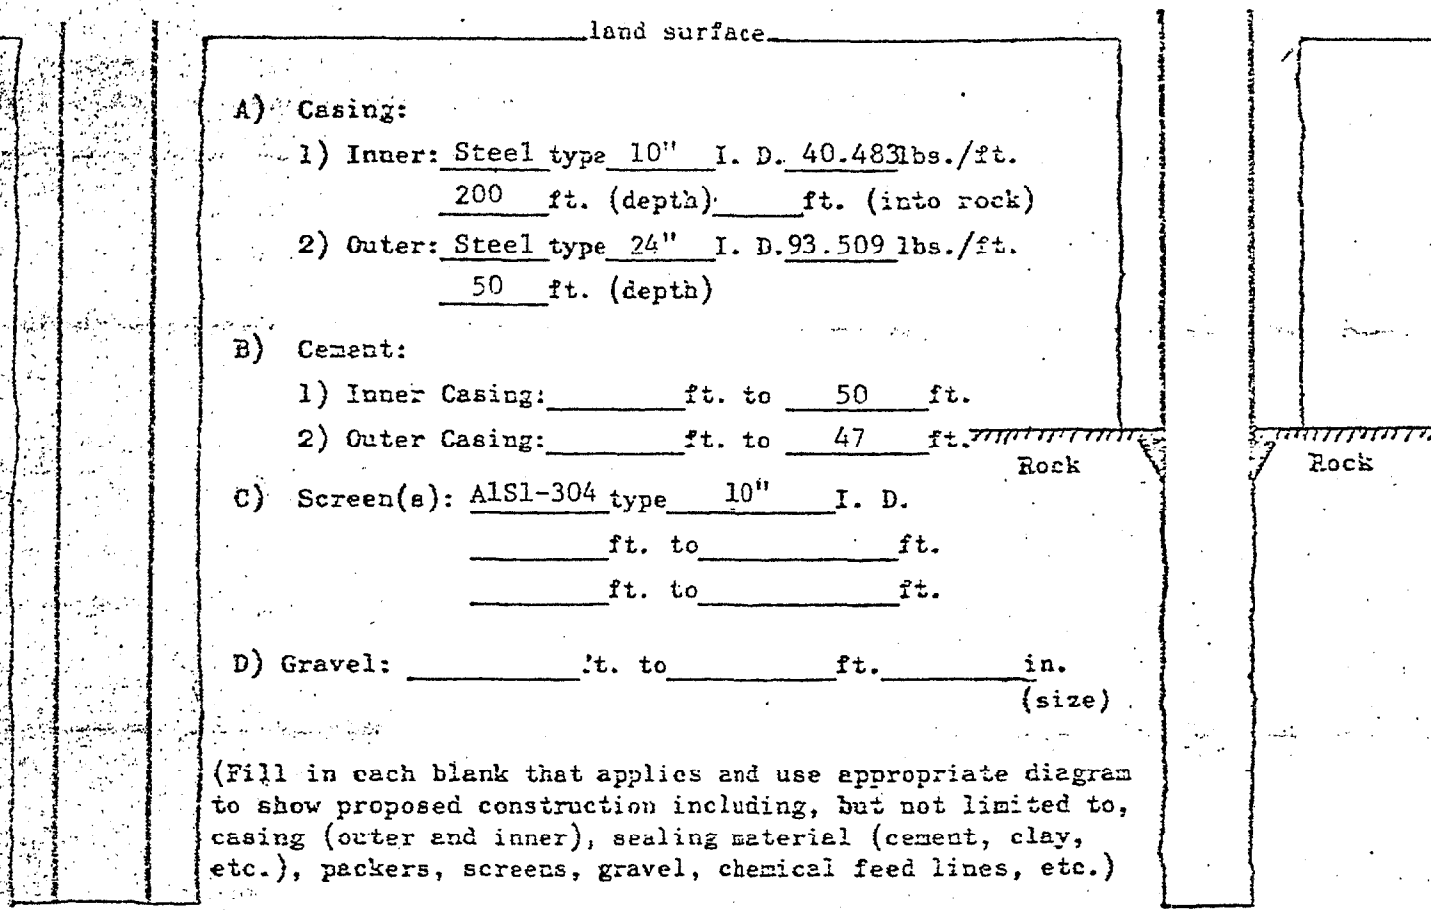 land surface
A) Casing:
1) Inner: Steel type 10" I. D. 40.483lbs./ft.
200 ft. (depth) ft. (into rock)
2) Outer: Steel type 24" I. D. 93.509 lbs./ft.
50 ft. (depth)
B) Cement:
1) Inner Casing: ft. to 50 ft.
2) Outer Casing: ft. to 47 ft.
Rock Rock
C) Screen(s): A1S1-304 type 10" I. D.
ft. to ft.
ft. to ft.
D) Gravel: ft. to ft. in.
(size)
(Fill in each blank that applies and use appropriate diagram
to show proposed construction including, but not limited to,
casing (outer and inner), sealing material (cement, clay,
etc.), packers, screens, gravel, chemical feed lines, etc.)